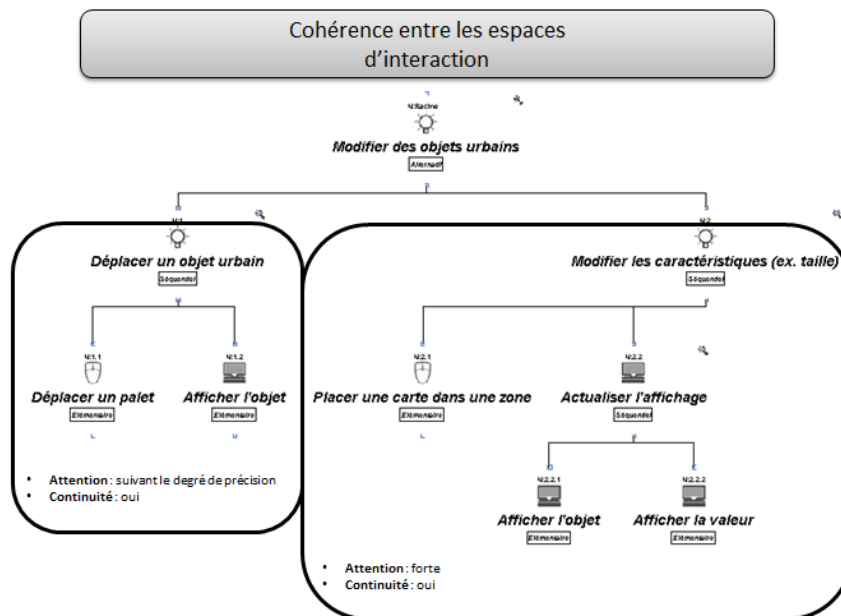 Cohérence entre les espaces
d'interaction
N:Racine
Modifier des objets urbains
Alternatif
N:1
N:2
Déplacer un objet urbain
Modifier les caractéristiques (ex. taille)
Séquentiel
Séquentiel
N:1.1
N:1.2
N:2.1
N:2.2
Déplacer un palet
Afficher l'objet
Placer une carte dans une zone
Actualiser l'affichage
Elémentaire
Elémentaire
Elémentaire
Séquentiel
• Attention : suivant le degré de précision
• Continuité : oui
N:2.2.1
N:2.2.2
Afficher l'objet
Afficher la valeur
Elémentaire
Elémentaire
• Attention : forte
• Continuité : oui